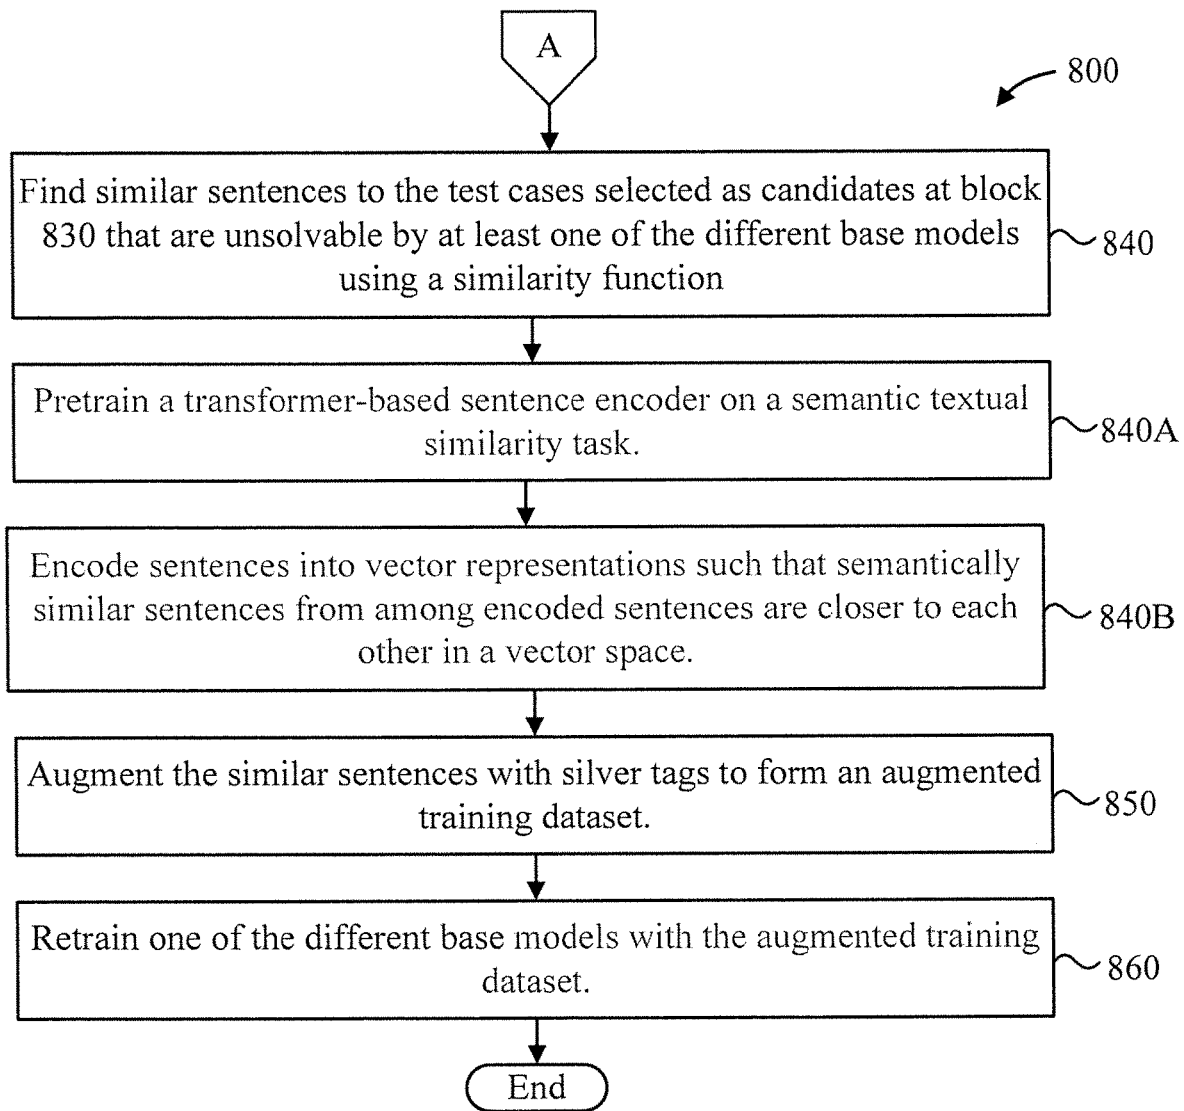 A
800
Find similar sentences to the test cases selected as candidates at block
830 that are unsolvable by at least one of the different base models
using a similarity function
840
Pretrain a transformer-based sentence encoder on a semantic textual
similarity task.
840A
Encode sentences into vector representations such that semantically
similar sentences from among encoded sentences are closer to each
other in a vector space.
840B
Augment the similar sentences with silver tags to form an augmented
training dataset.
850
Retrain one of the different base models with the augmented training
dataset.
860
End